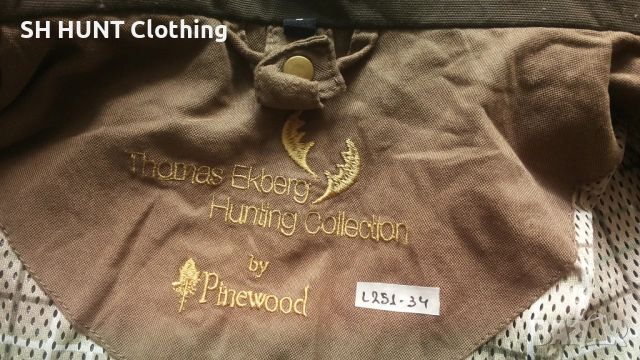 SH HUNT Clothing
Thomas Ekberg
Hunting Collection
by
Pinewood
L251-34